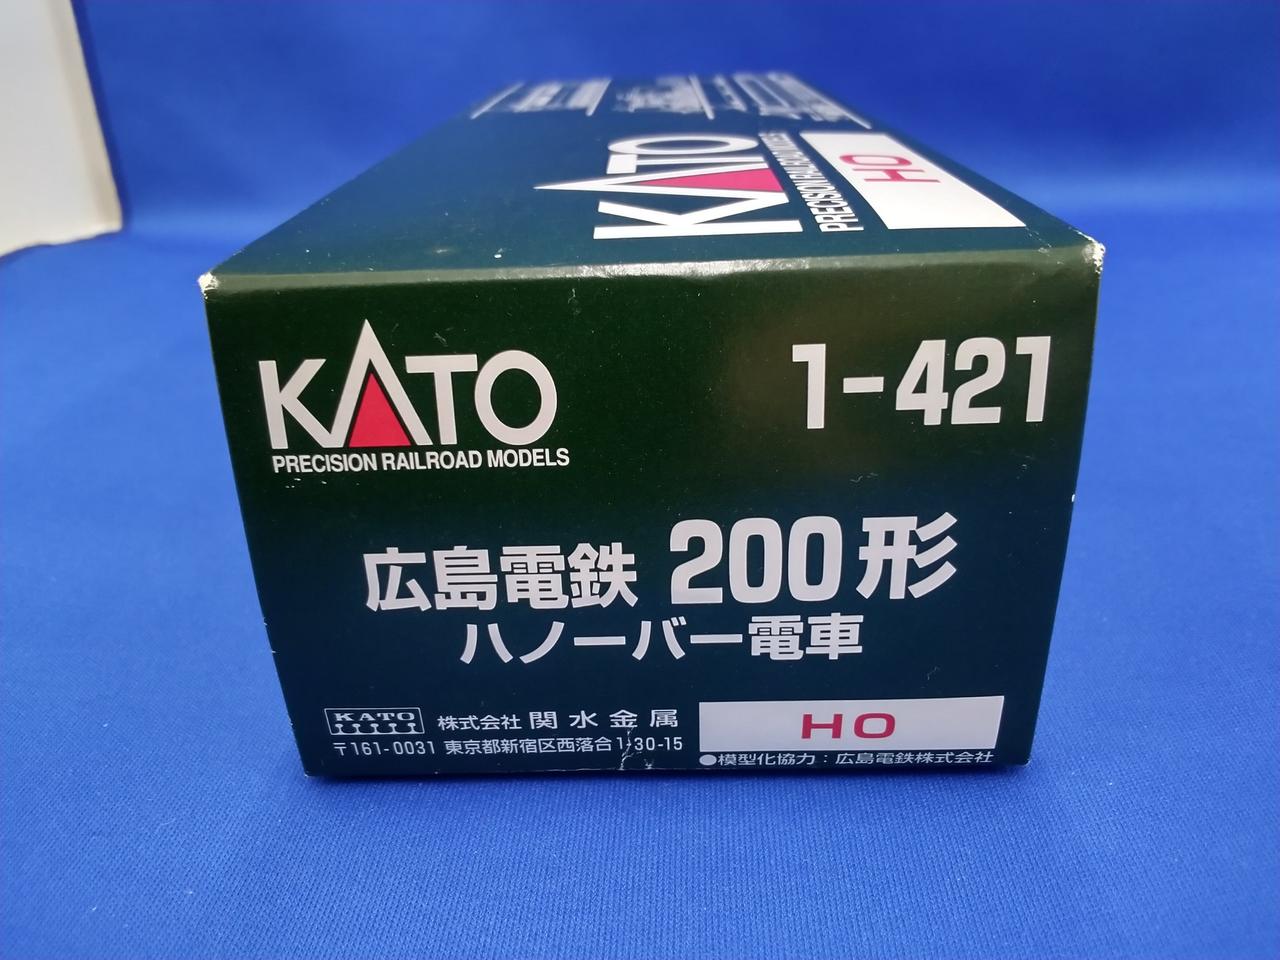 HO
KATO
PRECISION RAILROAD MODELS
KATO
PRECISION RAILROAD MODELS
1-421
広島電鉄 200形
ハノーバー電車
KATO
株式会社 関水金属
〒161-0031 東京都新宿区西落合1-30-15
HO
●模型化協力：広島電鉄株式会社